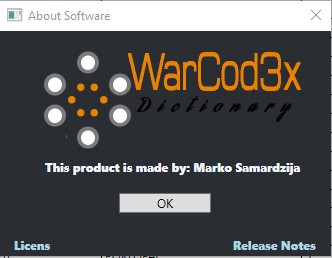 About Software
WarCod3x
Dictionary
This product is made by: Marko Samardzija
OK
Licens Release Notes